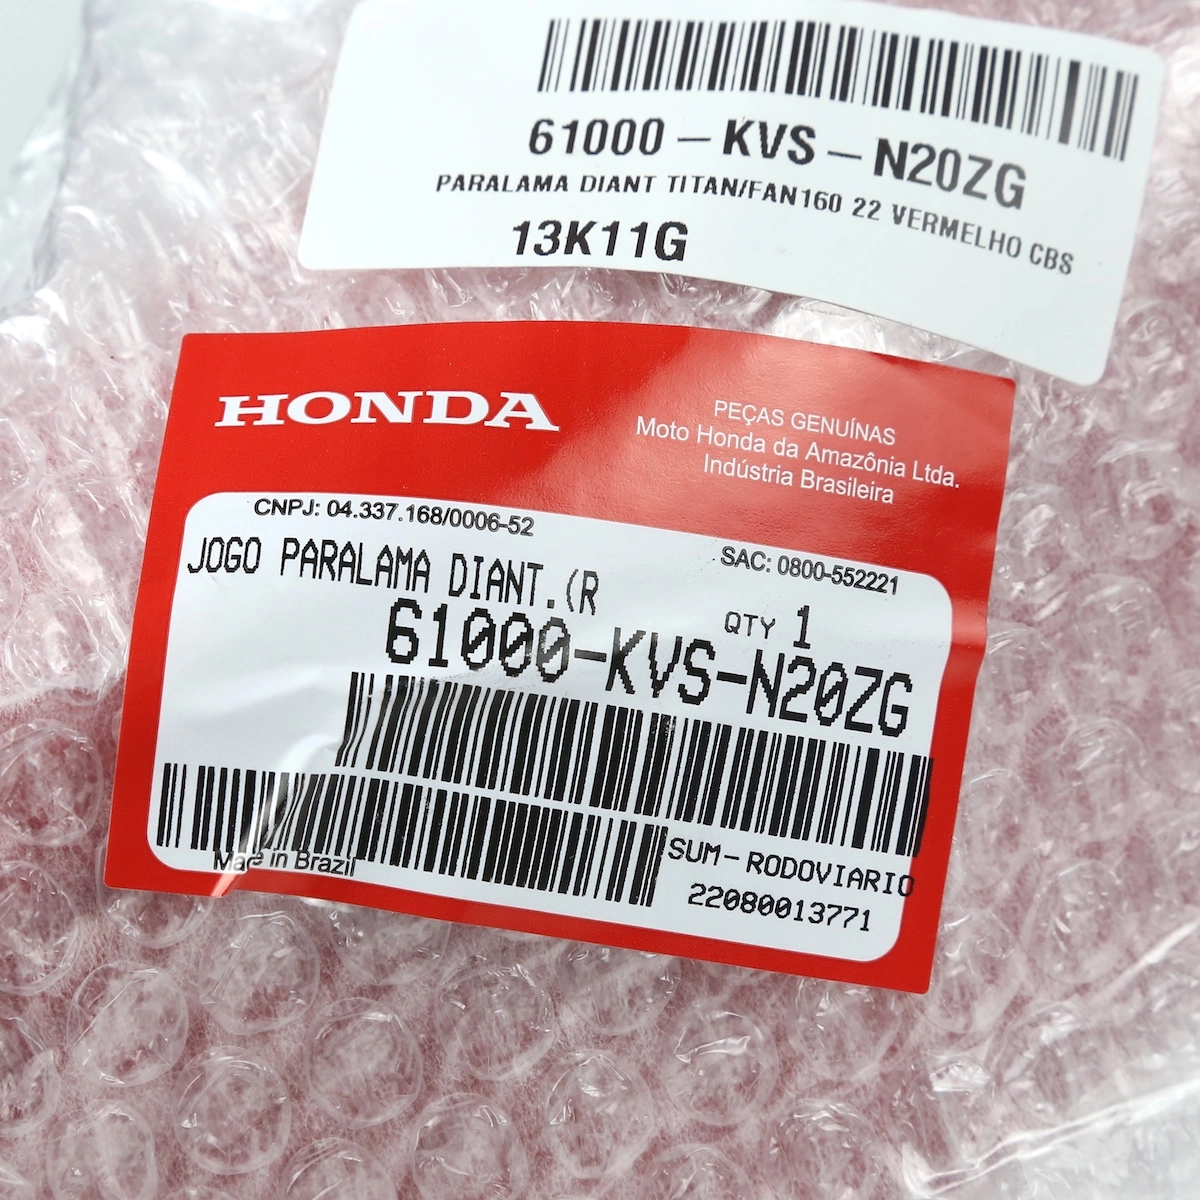 61000-KVS-N20ZG
PARALAMA DIANT TITAN/FAN160 22 VERMELHO CBS
13K11G
HONDA
PEÇAS GENUÍNAS
Moto Honda da Amazônia Ltda.
Indústria Brasileira
CNPJ: 04.337.168/0006-52
SAC: 0800-552221
JOGO PARALAMA DIANT.(R
QTY 1
61000-KVS-N20ZG
Made in Brazil
SUM-RODOVIARIO
22080013771